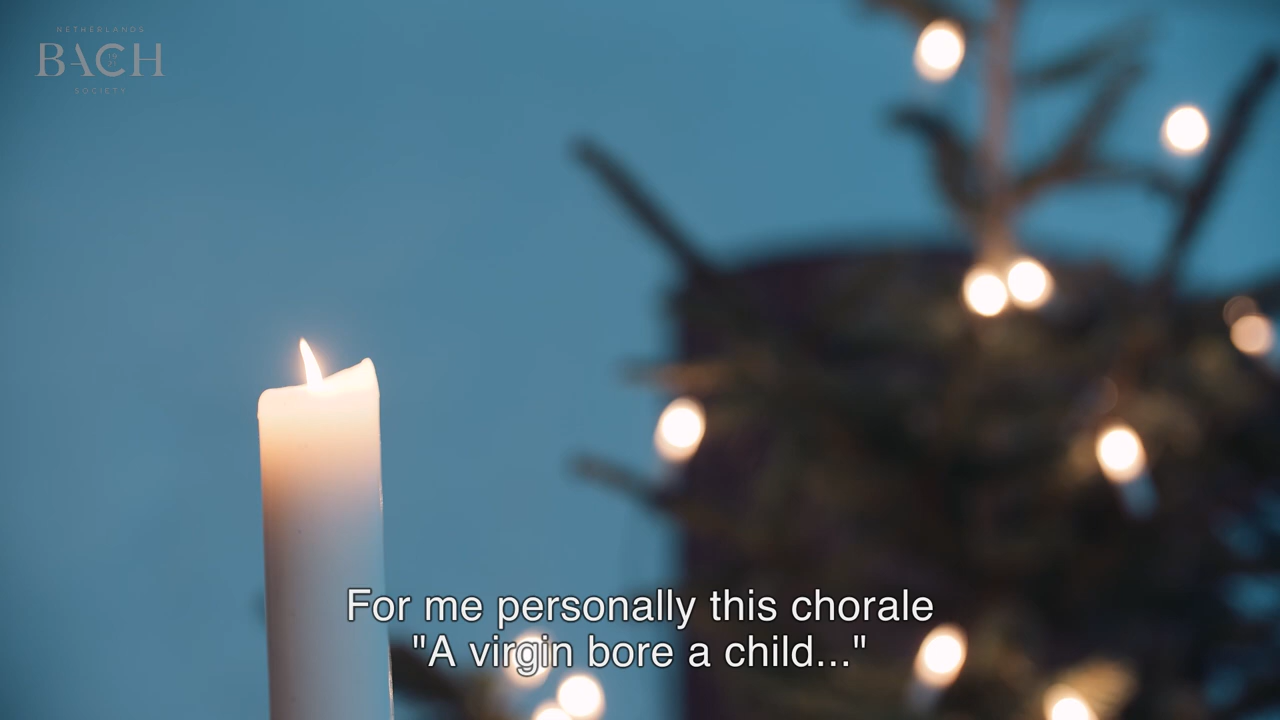 NETHERLANDS
BACH
SOCIETY
For me personally this chorale
"A virgin bore a child..."